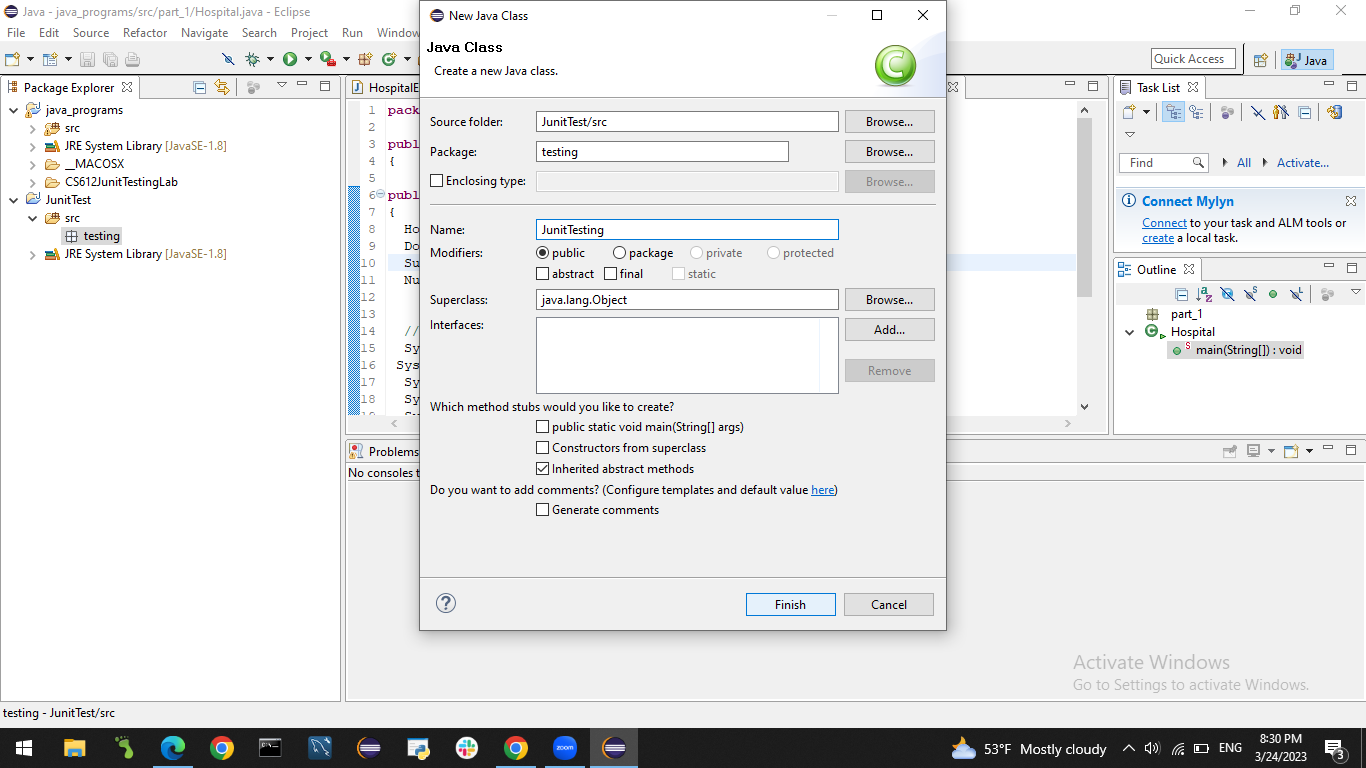 Java - java_programs/src/part_1/Hospital.java - Eclipse
File Edit Source Refactor Navigate Search Project Run Window
Quick Access
Java
Package Explorer
java_programs
src
JRE System Library [JavaSE-1.8]
__MACOSX
CS612JunitTestingLab
JunitTest
src
testing
JRE System Library [JavaSE-1.8]
HospitalE
1 pack
2
3 publ
4 {
5
6 publ
7 {
8 Ho
9 Do
10 Su
11 Nu
12
13
14 //
15 Sy
16 Sys
17 Sy
18 Sy
New Java Class
Java Class
Create a new Java class.
Source folder: JunitTest/src Browse...
Package: testing Browse...
Enclosing type: Browse...
Name: JunitTesting
Modifiers: public package private protected
abstract final static
Superclass: java.lang.Object Browse...
Interfaces: Add...
Remove
Which method stubs would you like to create?
public static void main(String[] args)
Constructors from superclass
Inherited abstract methods
Do you want to add comments? (Configure templates and default value here)
Generate comments
? Finish Cancel
Task List
Find All Activate...
Connect Mylyn
Connect to your task and ALM tools or
create a local task.
Outline
part_1
Hospital
main(String[]) : void
Problems
No consoles t
Activate Windows
Go to Settings to activate Windows.
testing - JunitTest/src
zoom
53°F Mostly cloudy ENG
8:30 PM
3/24/2023
3